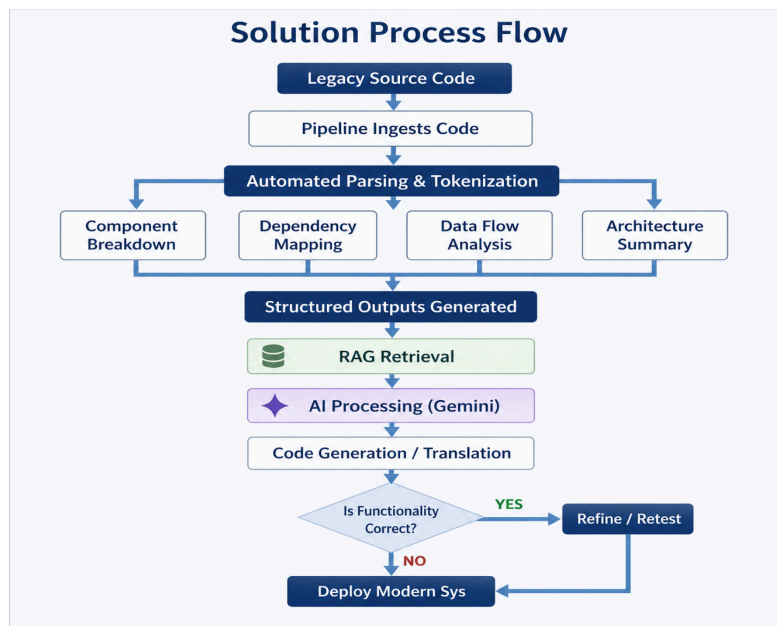 Solution Process Flow
Legacy Source Code
Pipeline Ingests Code
Automated Parsing & Tokenization
Component
Breakdown
Dependency
Mapping
Data Flow
Analysis
Architecture
Summary
Structured Outputs Generated
RAG Retrieval
AI Processing (Gemini)
Code Generation / Translation
Is Functionality
Correct?
YES
Refine / Retest
NO
Deploy Modern Sys